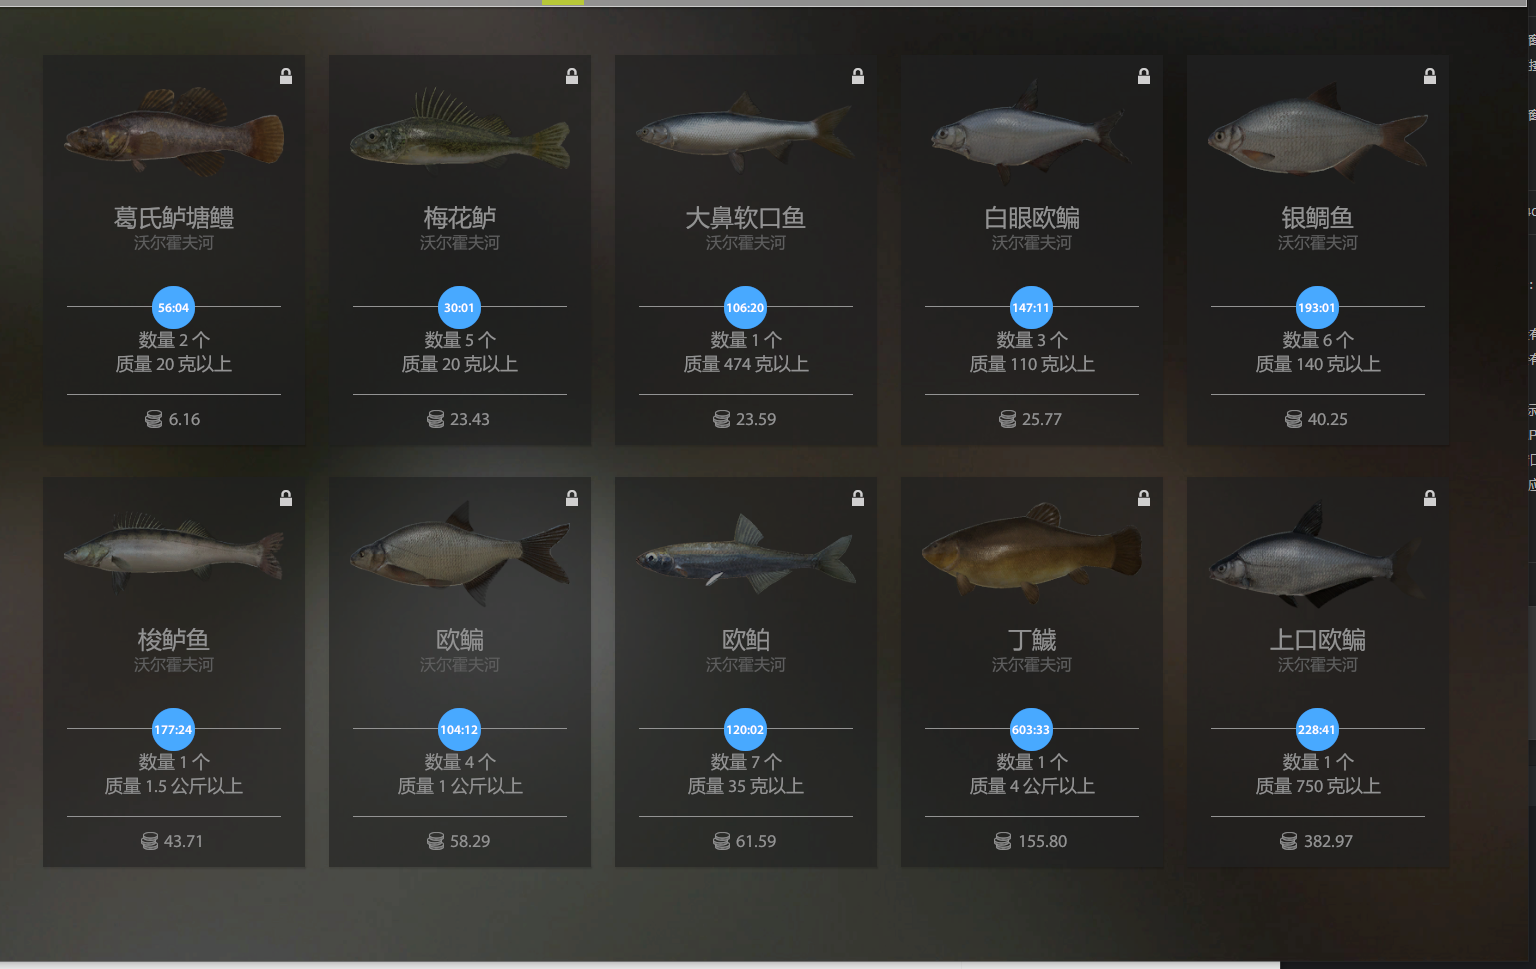 葛氏鲈塘鳢
沃尔霍夫河
56:04
数量 2 个
质量 20 克以上
6.16
梅花鲈
沃尔霍夫河
30:01
数量 5 个
质量 20 克以上
23.43
大鼻软口鱼
沃尔霍夫河
106:20
数量 1 个
质量 474 克以上
23.59
白眼欧鳊
沃尔霍夫河
147:11
数量 3 个
质量 110 克以上
25.77
银鲷鱼
沃尔霍夫河
193:01
数量 6 个
质量 140 克以上
40.25
梭鲈鱼
沃尔霍夫河
177:24
数量 1 个
质量 1.5 公斤以上
43.71
欧鳊
沃尔霍夫河
104:12
数量 4 个
质量 1 公斤以上
58.29
欧鲌
沃尔霍夫河
120:02
数量 7 个
质量 35 克以上
61.59
丁鱥
沃尔霍夫河
603:33
数量 1 个
质量 4 公斤以上
155.80
上口欧鳊
沃尔霍夫河
228:41
数量 1 个
质量 750 克以上
382.97